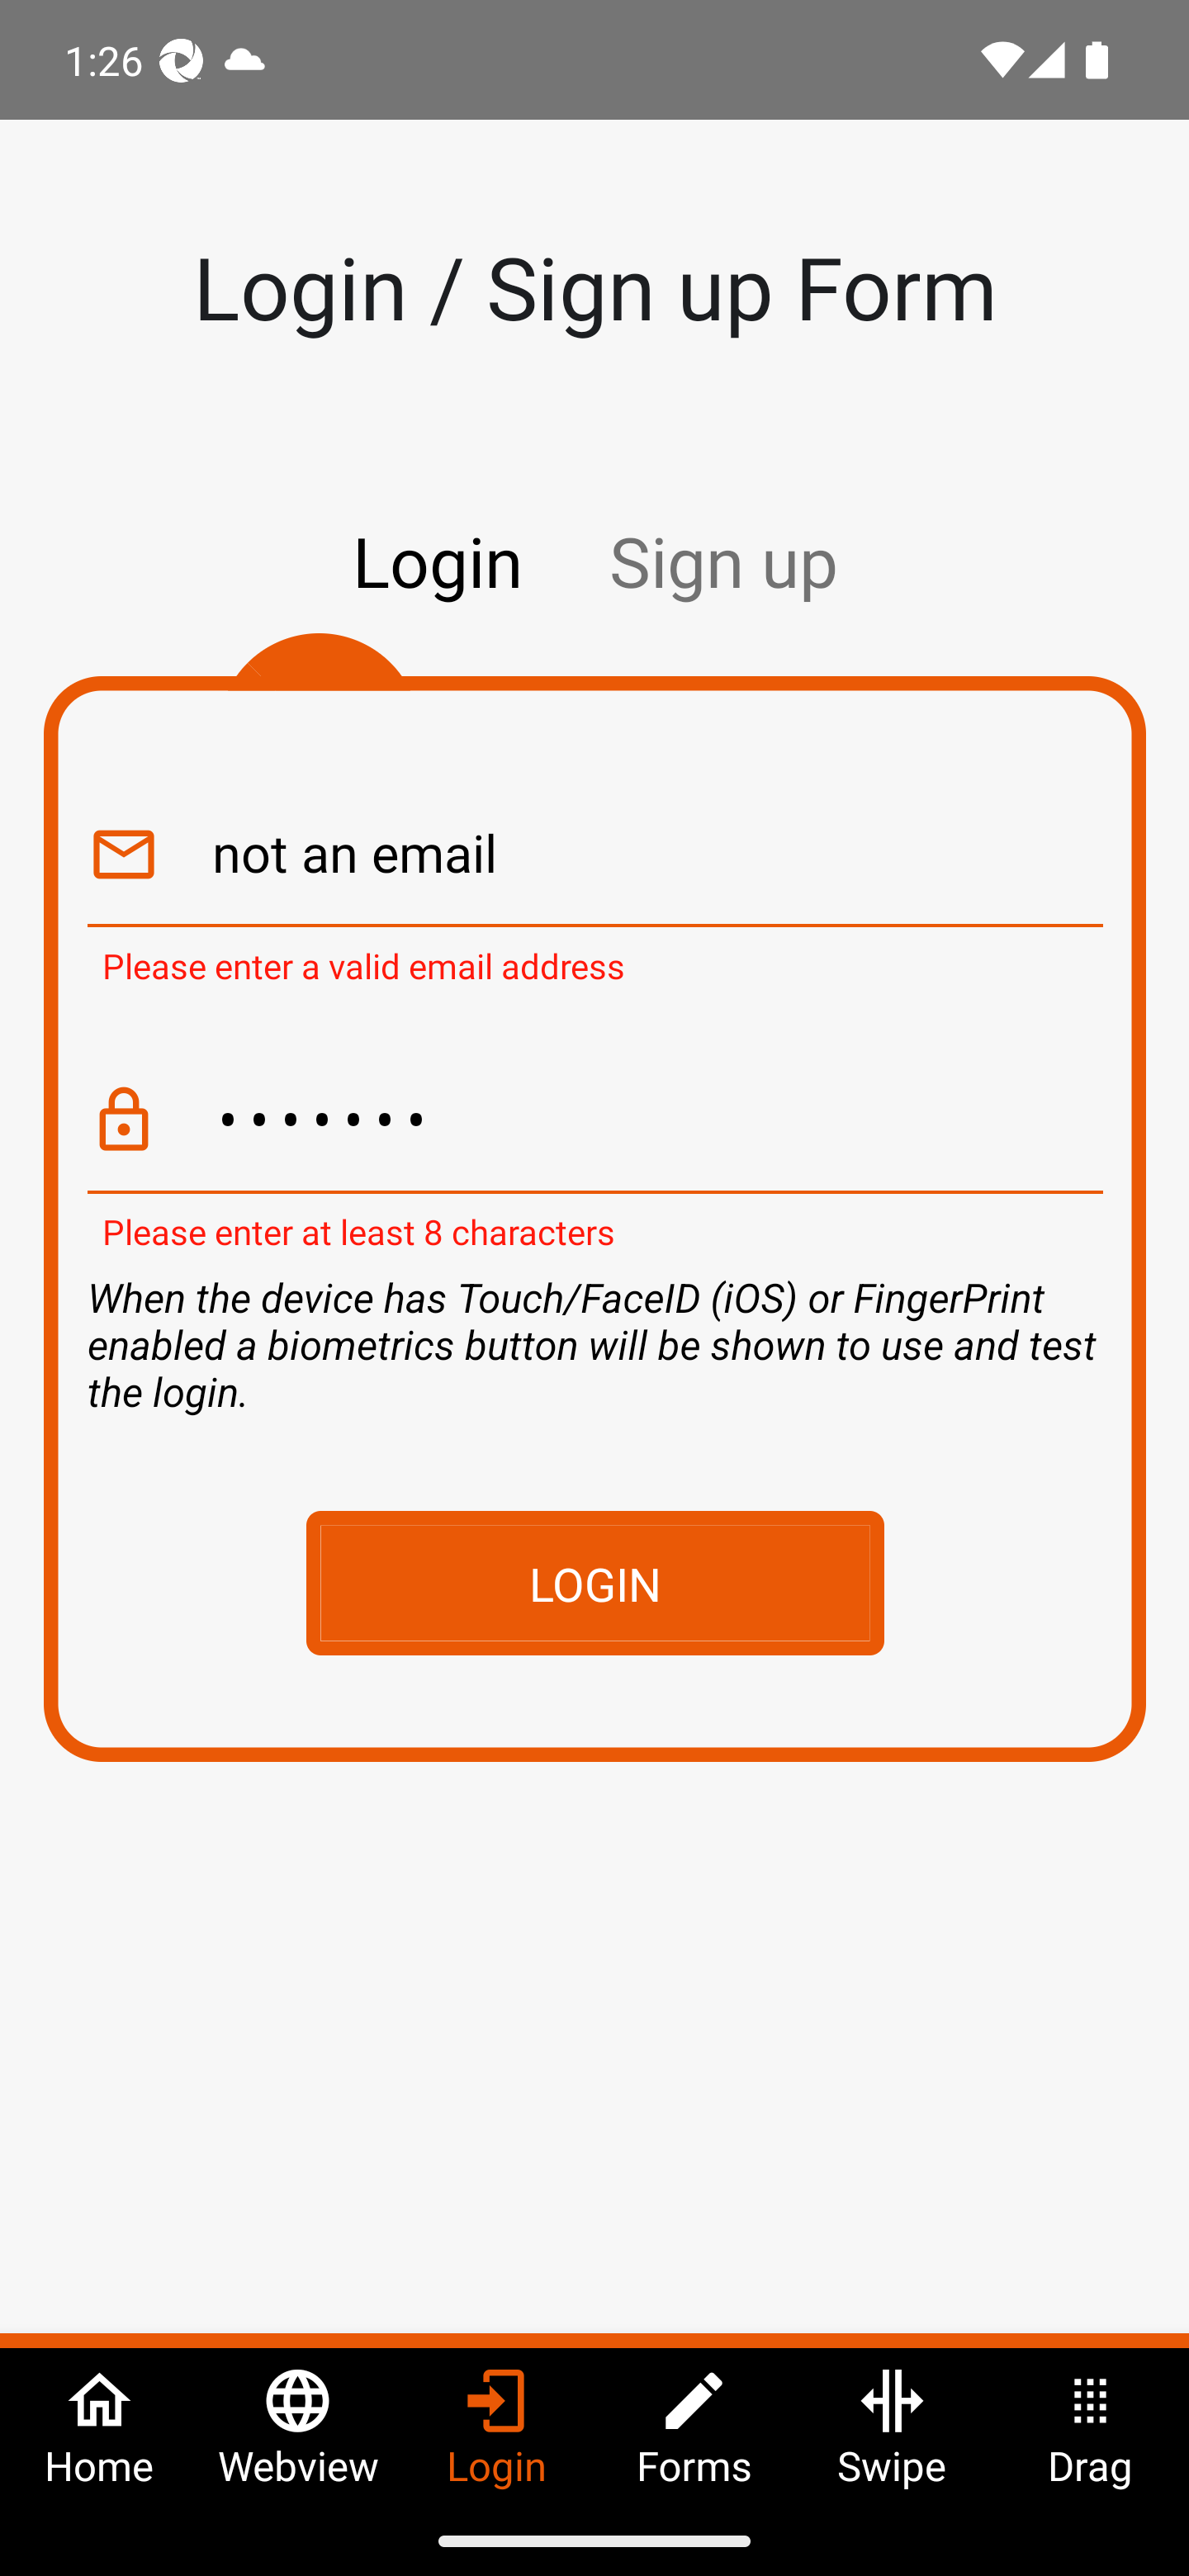 1:26
Login / Sign up Form
Login Sign up
not an email
Please enter a valid email address
•••••••
Please enter at least 8 characters
When the device has Touch/FaceID (iOS) or FingerPrint
enabled a biometrics button will be shown to use and test
the login.
LOGIN
Home Webview Login Forms Swipe Drag